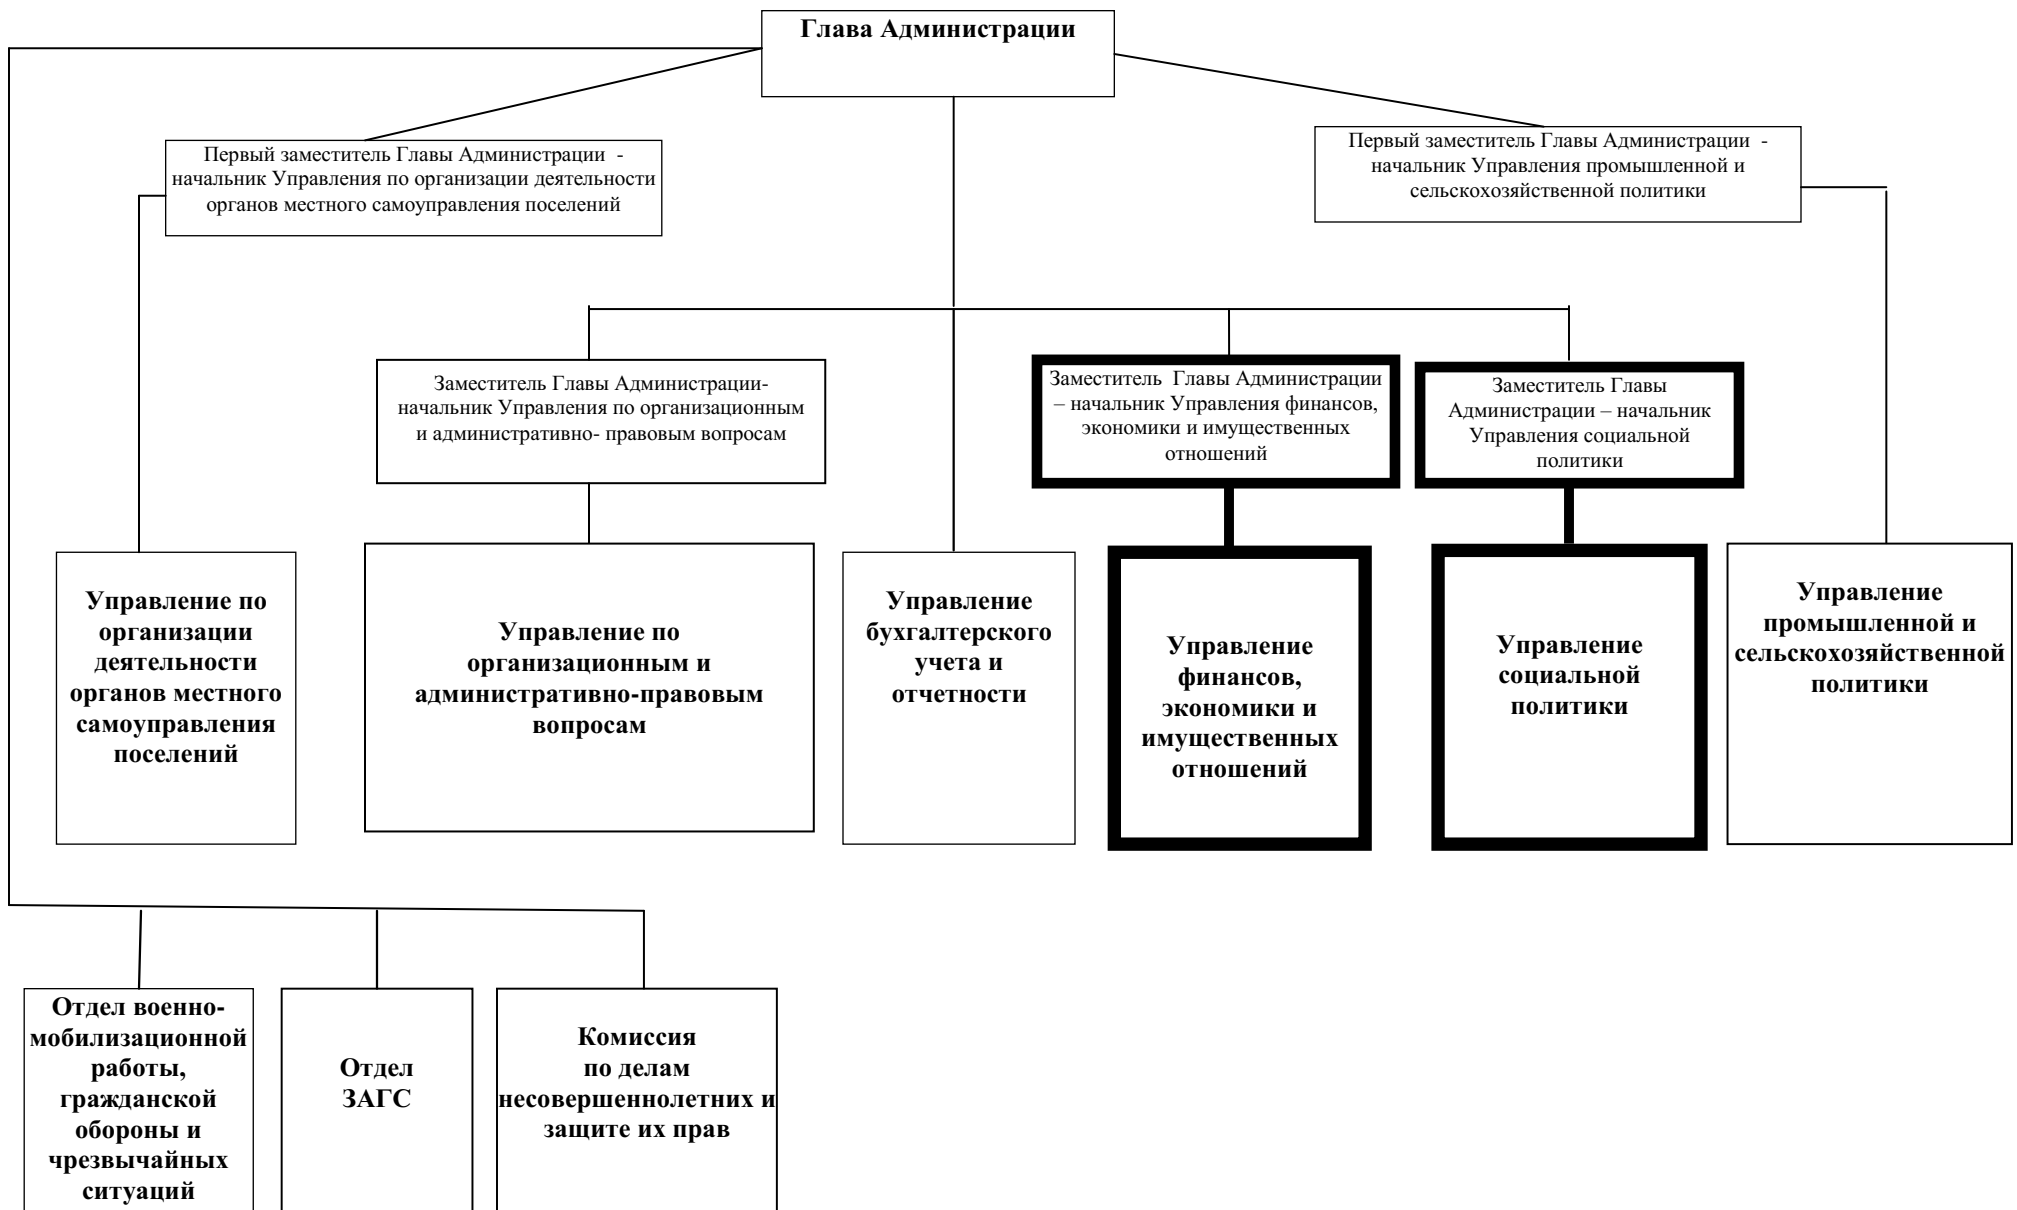 Глава Администрации
Первый заместитель Главы Администрации -
начальник Управления по организации деятельности
органов местного самоуправления поселений
Первый заместитель Главы Администрации -
начальник Управления промышленной и
сельскохозяйственной политики
Заместитель Главы Администрации-
начальник Управления по организационным
и административно- правовым вопросам
Заместитель Главы Администрации
– начальник Управления финансов,
экономики и имущественных
отношений
Заместитель Главы
Администрации – начальник
Управления социальной
политики
Управление по
организации
деятельности
органов местного
самоуправления
поселений
Управление по
организационным и
административно-правовым
вопросам
Управление
бухгалтерского
учета и
отчетности
Управление
финансов,
экономики и
имущественных
отношений
Управление
социальной
политики
Управление
промышленной и
сельскохозяйственной
политики
Отдел военно-
мобилизационной
работы,
гражданской
обороны и
чрезвычайных
ситуаций
Отдел
ЗАГС
Комиссия
по делам
несовершеннолетних и
защите их прав